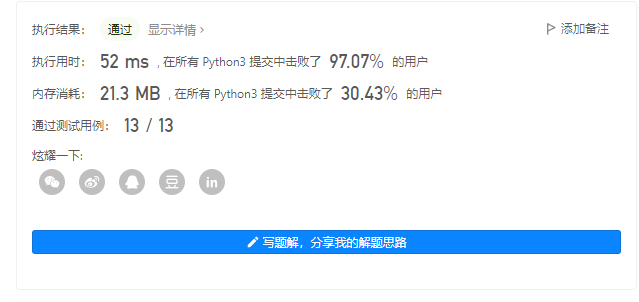 执行结果： 通过 显示详情 › 添加备注
执行用时： 52 ms , 在所有 Python3 提交中击败了 97.07% 的用户
内存消耗： 21.3 MB , 在所有 Python3 提交中击败了 30.43% 的用户
通过测试用例： 13 / 13
炫耀一下:
豆 in
写题解，分享我的解题思路